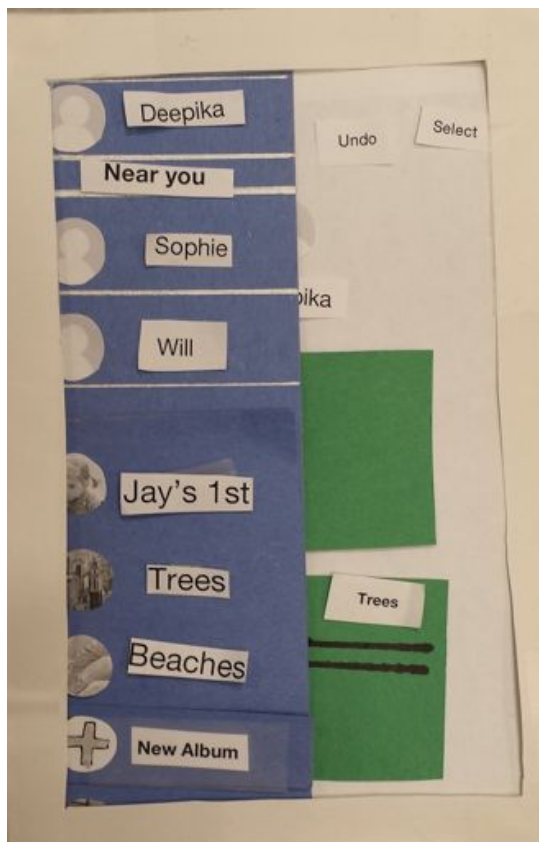 Deepika
Near you
Sophie
Will
Jay's 1st
Trees
Beaches
New Album
Undo
Select
pika
Trees